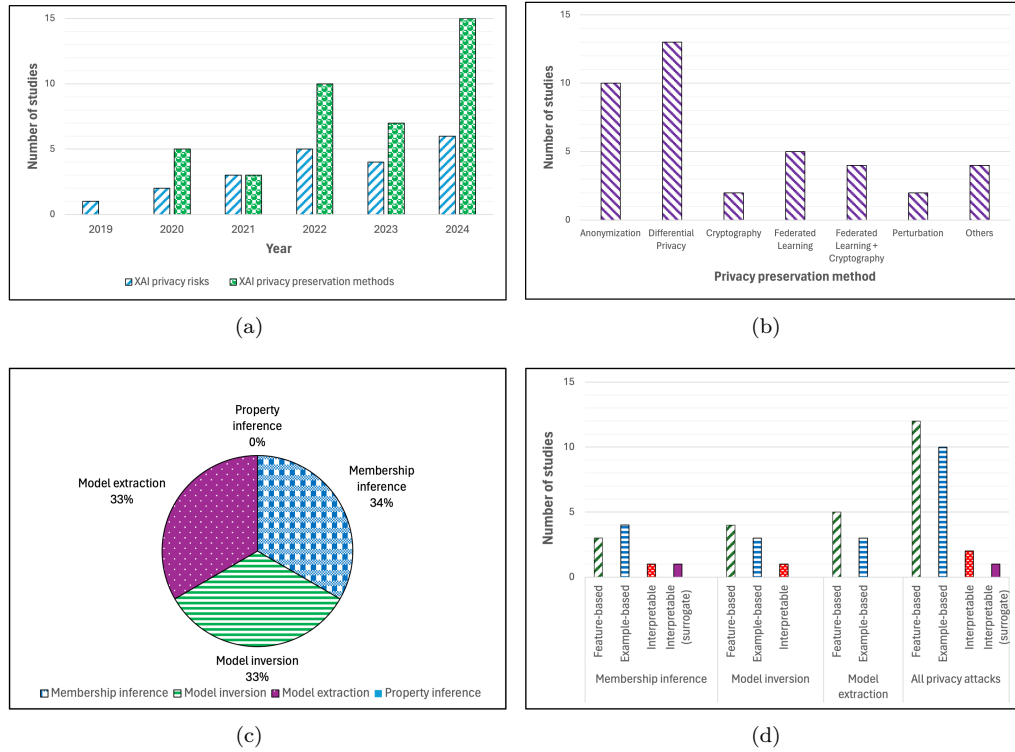 15
10
5
0
Number of studies
2019 2020 2021 2022 2023 2024
Year
XAI privacy risks XAI privacy preservation methods
(a)
15
10
5
0
Number of studies
Anonymization Differential Privacy Cryptography Federated Learning Federated Learning + Cryptography Perturbation Others
Privacy preservation method
(b)
Property
inference
0%
Membership
inference
34%
Model extraction
33%
Model inversion
33%
Membership inference Model inversion Model extraction Property inference
(c)
15
10
5
0
Number of studies
Feature-based
Example-based
Interpretable
Interpretable
(surrogate)
Feature-based
Example-based
Interpretable
Feature-based
Example-based
Feature-based
Example-based
Interpretable
Interpretable
(surrogate)
Membership inference
Model inversion
Model
extraction
All privacy attacks
(d)